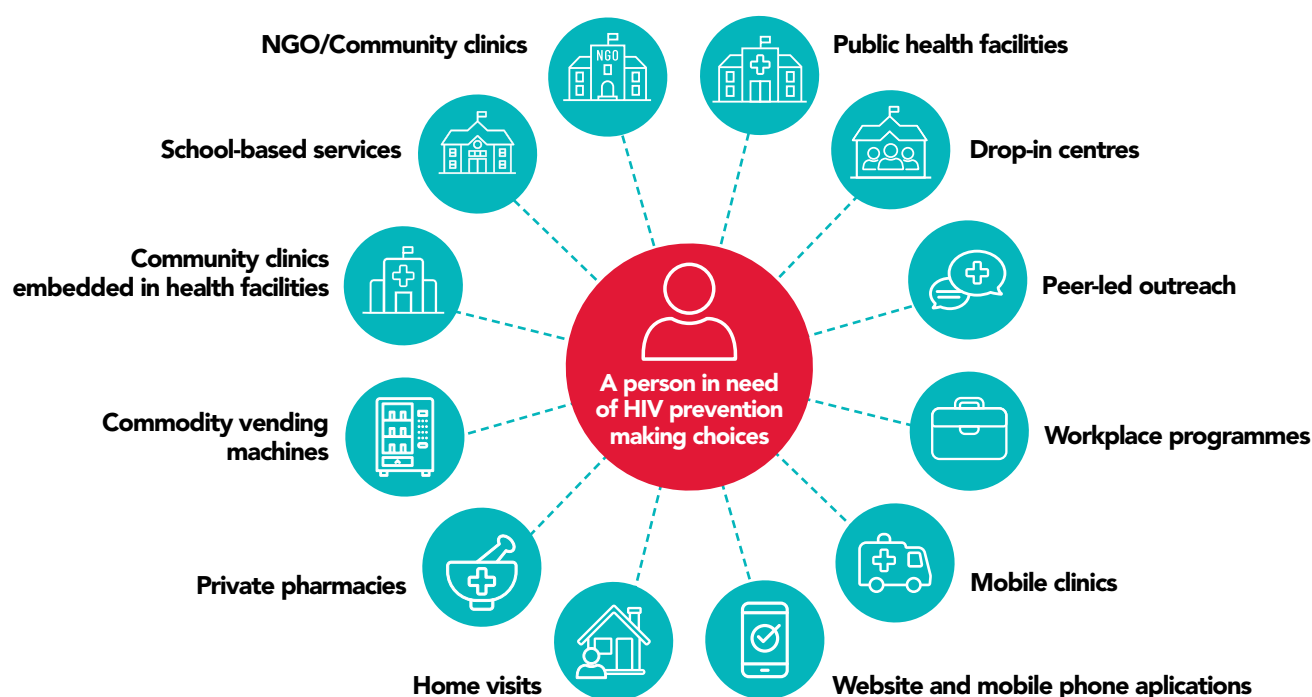 NGO/Community clinics
NGO
Public health facilities
School-based services
Drop-in centres
Community clinics
embedded in health facilities
Peer-led outreach
A person in need
of HIV prevention
making choices
Commodity vending
machines
Workplace programmes
Private pharmacies
Mobile clinics
Home visits
Website and mobile phone aplications